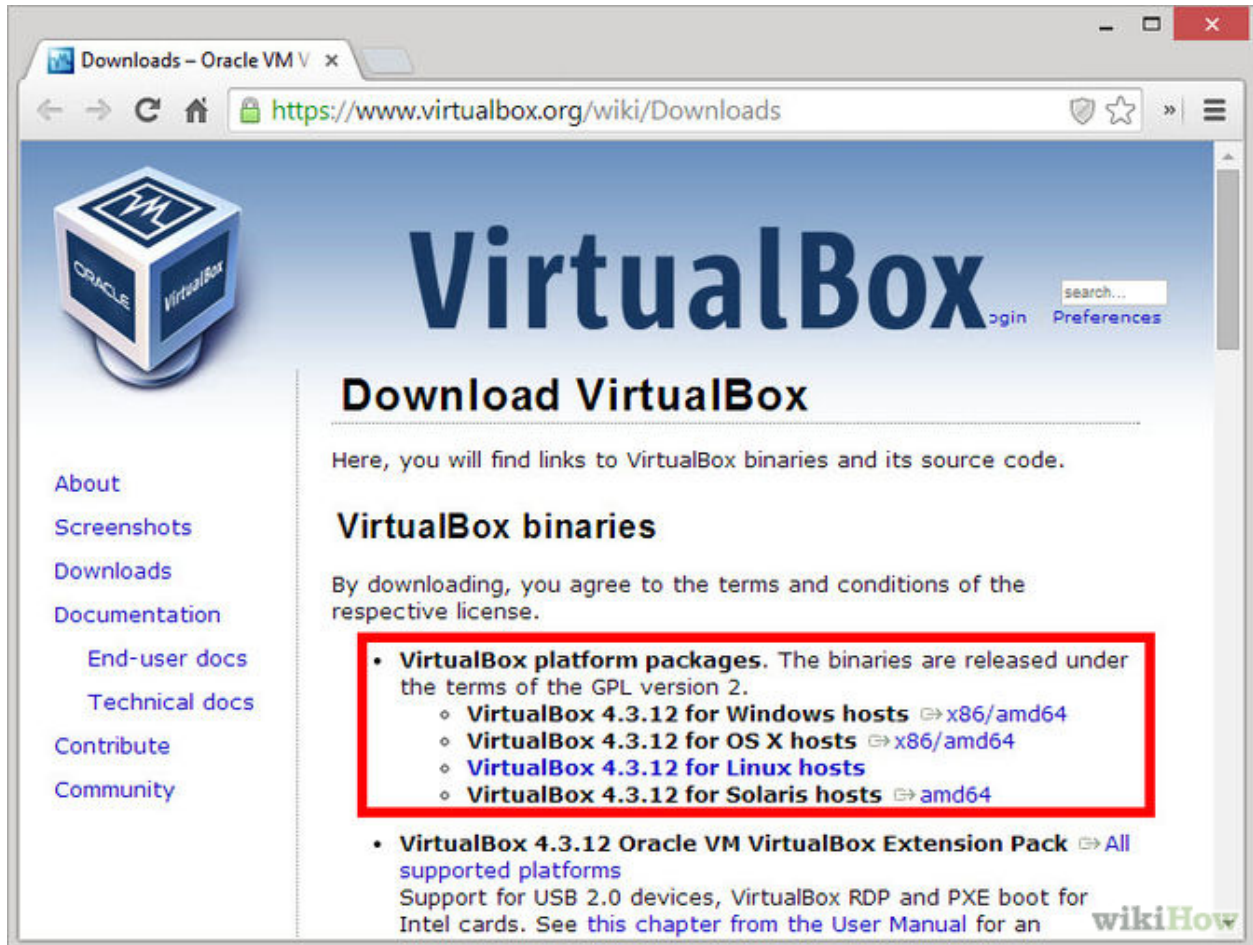 Downloads – Oracle VM V
https://www.virtualbox.org/wiki/Downloads
ORACLE
VirtualBox
VirtualBox
search...
ogin Preferences
Download VirtualBox
Here, you will find links to VirtualBox binaries and its source code.
About
Screenshots
Downloads
Documentation
End-user docs
Technical docs
Contribute
Community
VirtualBox binaries
By downloading, you agree to the terms and conditions of the
respective license.
• VirtualBox platform packages. The binaries are released under
the terms of the GPL version 2.
◦ VirtualBox 4.3.12 for Windows hosts x86/amd64
◦ VirtualBox 4.3.12 for OS X hosts x86/amd64
◦ VirtualBox 4.3.12 for Linux hosts
◦ VirtualBox 4.3.12 for Solaris hosts amd64
• VirtualBox 4.3.12 Oracle VM VirtualBox Extension Pack All
supported platforms
Support for USB 2.0 devices, VirtualBox RDP and PXE boot for
Intel cards. See this chapter from the User Manual for an
wikiHow